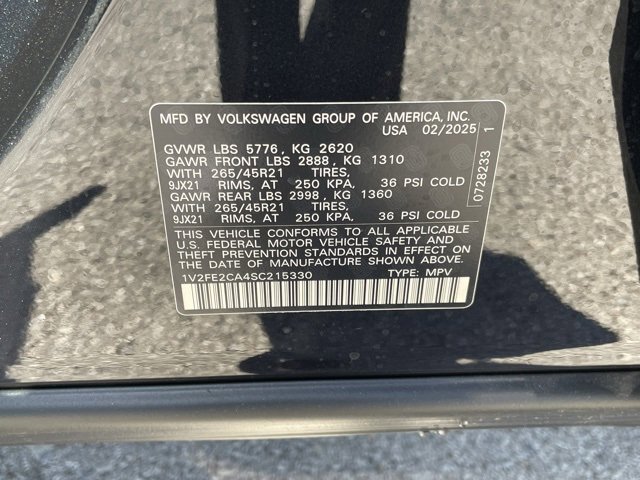 MFD BY VOLKSWAGEN GROUP OF AMERICA, INC.
USA 02/2025
GVWR LBS 5776, KG 2620
GAWR FRONT LBS 2888, KG 1310
WITH 265/45R21 TIRES,
9JX21 RIMS, AT 250 KPA, 36 PSI COLD
GAWR REAR LBS 2998, KG 1360
WITH 265/45R21 TIRES,
9JX21 RIMS, AT 250 KPA, 36 PSI COLD
THIS VEHICLE CONFORMS TO ALL APPLICABLE
U.S. FEDERAL MOTOR VEHICLE SAFETY AND
THEFT PREVENTION STANDARDS IN EFFECT ON
THE DATE OF MANUFACTURE SHOWN ABOVE.
1V2FE2CA4SC215330 TYPE: MPV
0728233 1